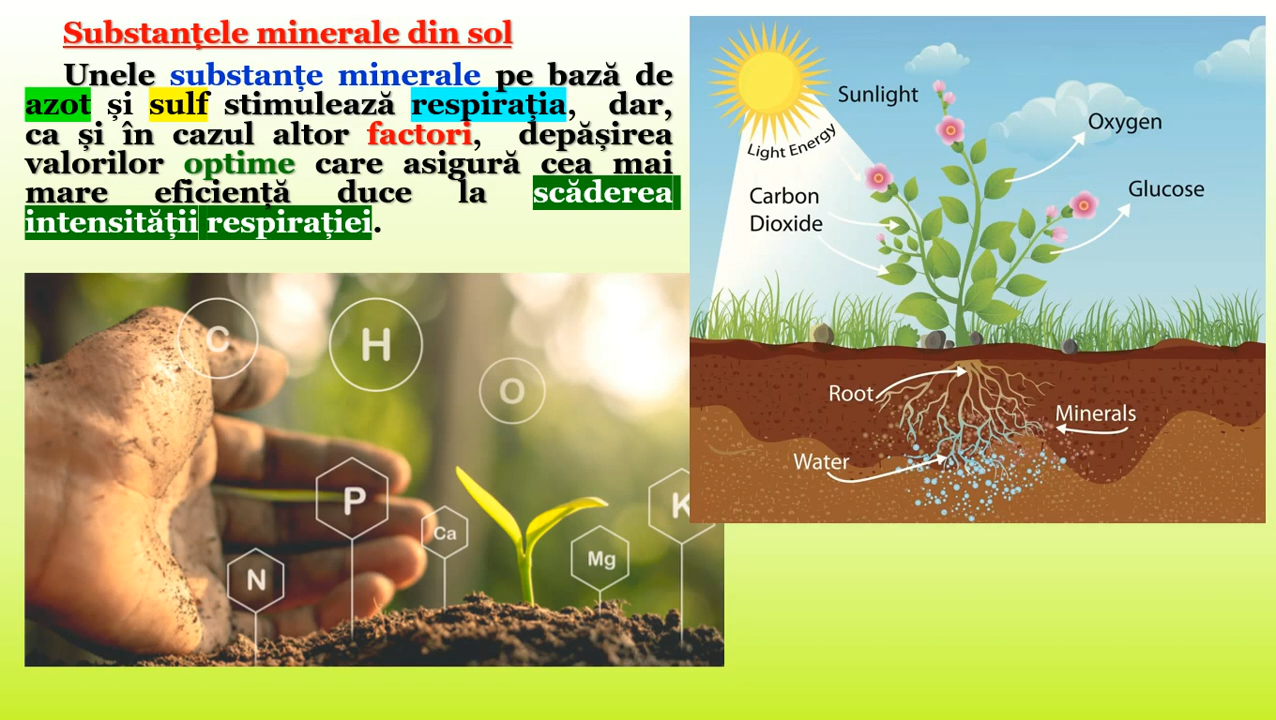 Substanțele minerale din sol
Unele substanțe minerale pe bază de
azot și sulf stimulează respirația, dar,
ca și în cazul altor factori, depășirea
valorilor optime care asigură cea mai
mare eficiență duce la scăderea
intensității respirației.
Sunlight
Light Energy
Oxygen
Carbon
Dioxide
Glucose
Root
Minerals
Water
C
H
O
P
Ca
K
N
Mg